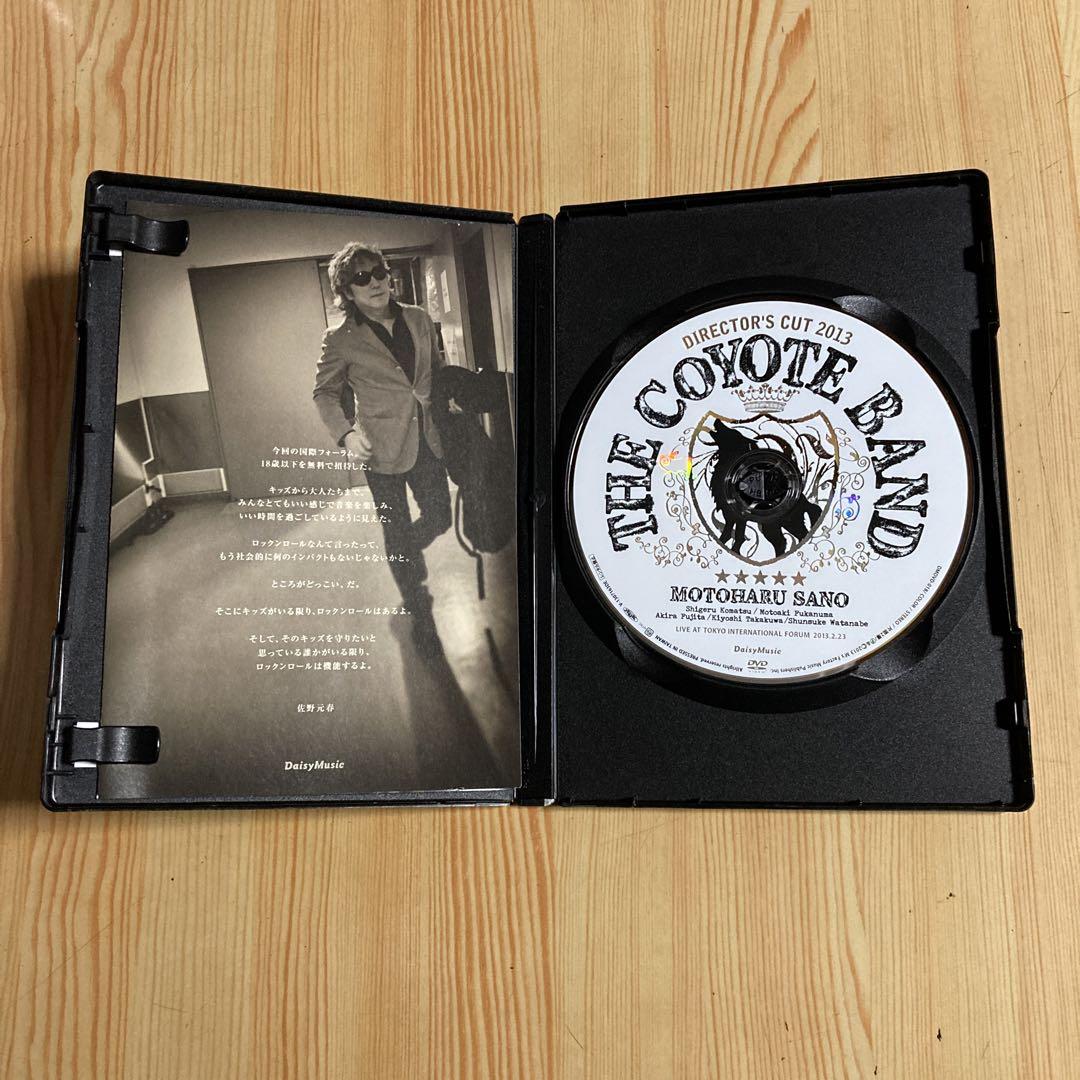 今回の国際フォーラム。
18歳以下を無料で招待した。
キッズから大人たちまで、
みんなとてもいい感じで音楽を楽しみ、
いい時間を過ごしているように見えた。
ロックンロールなんて言ったって、
もう社会的に何のインパクトもないじゃないかと。
ところがどっこい、だ。
そこにキッズがいる限り、ロックンロールはあるよ。
そして、そのキッズを守りたいと
思っている誰かがいる限り、
ロックンロールは機能するよ。
佐野元春
DaisyMusic
DIRECTOR'S CUT 2013
THE COYOTE BAND
★★★★★
MOTOHARU SANO
Shigeru Komatsu / Motoaki Fukanuma
Akira Fujita/Kiyoshi Takakuwa/Shunsuke Watanabe
LIVE AT TOKYO INTERNATIONAL FORUM 2013.2.23
DaisyMusic
DVD